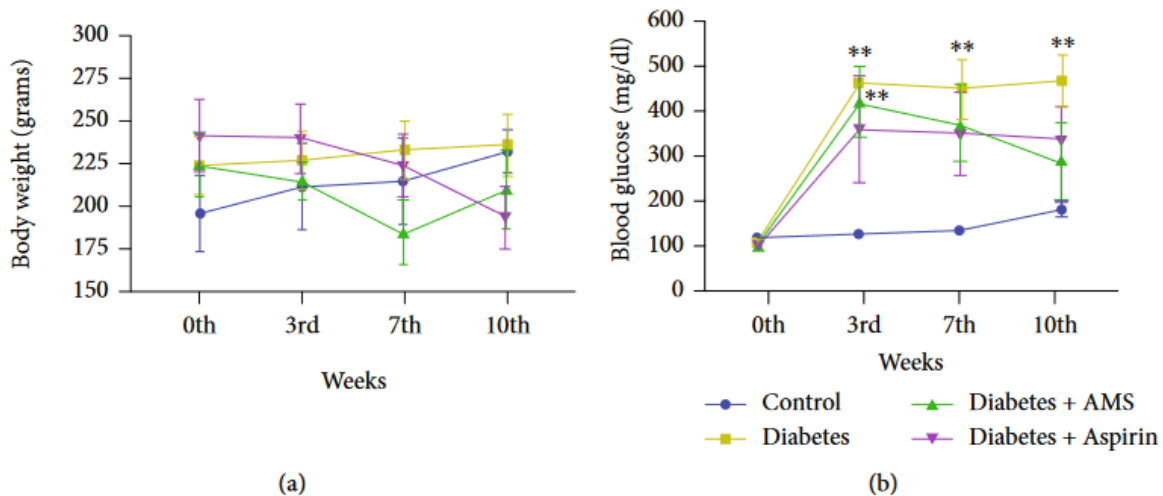 Body weight (grams)
300
275
250
225
200
175
150
0th 3rd 7th 10th
Weeks
(a)
Blood glucose (mg/dl)
600
500
400
300
200
100
0
**
**
**
**
0th 3rd 7th 10th
Weeks
Control
Diabetes
Diabetes + AMS
Diabetes + Aspirin
(b)